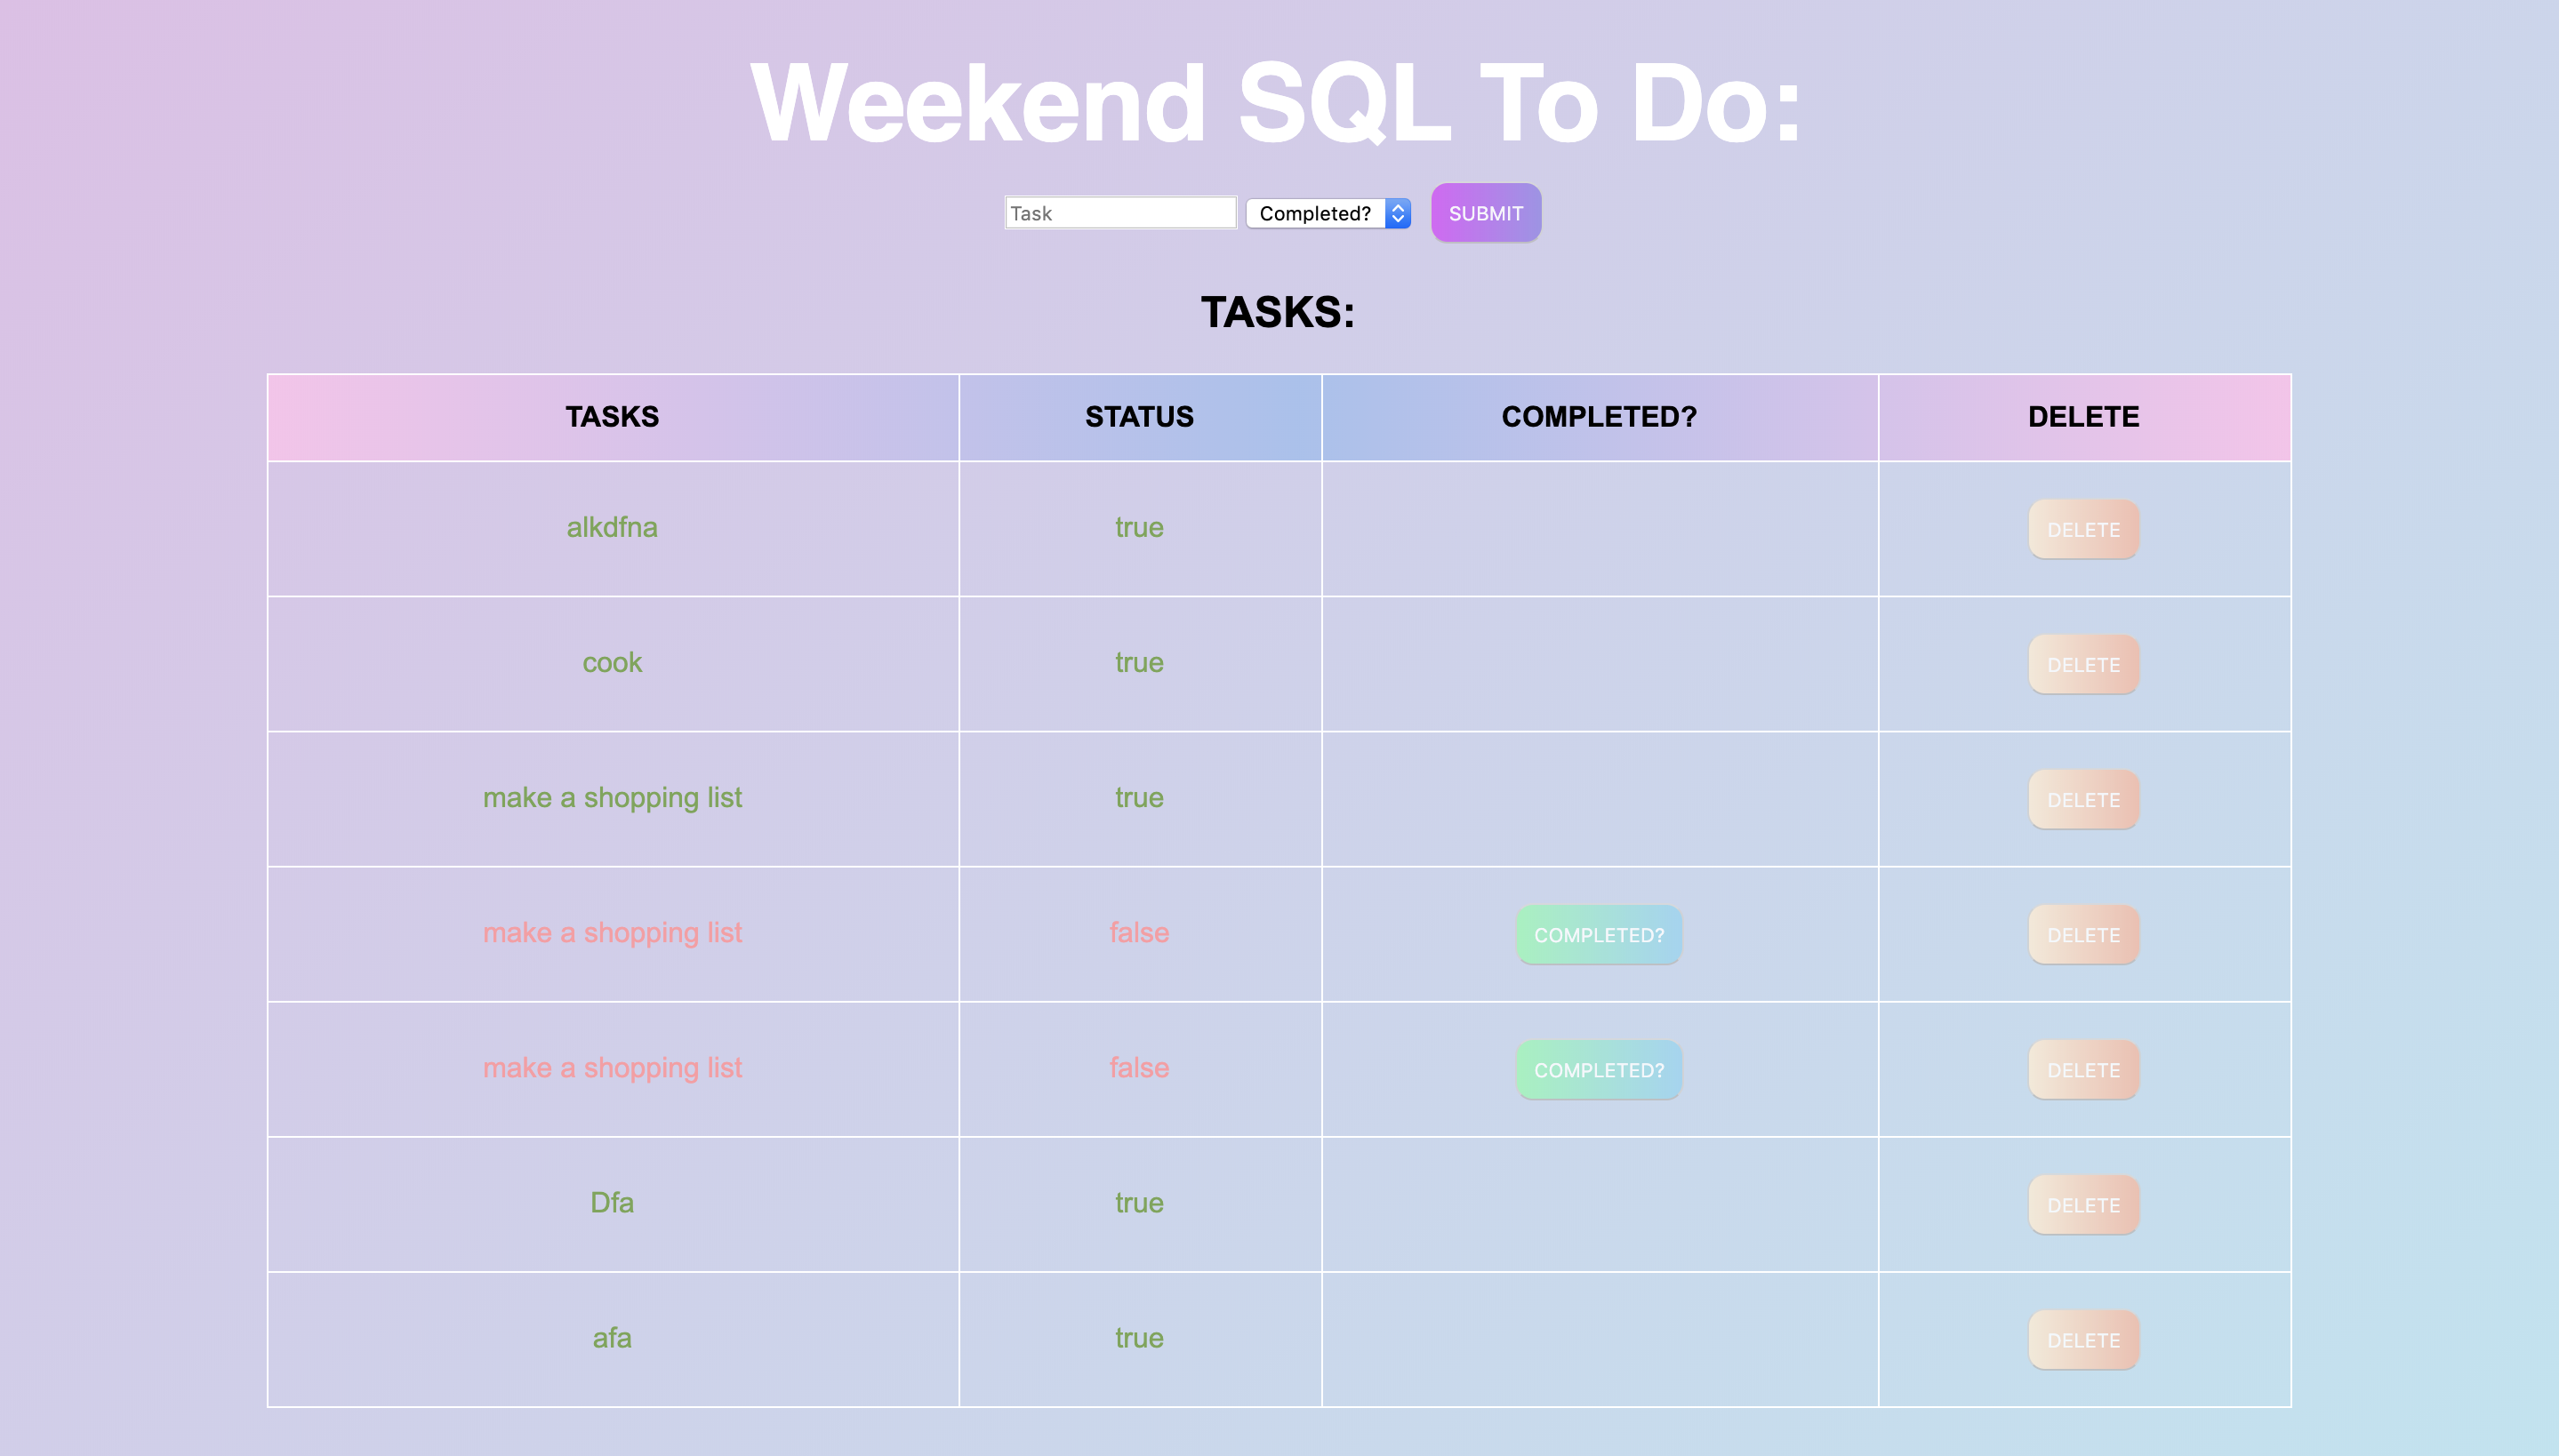 Weekend SQL To Do:
Task Completed? SUBMIT
TASKS:
TASKS STATUS COMPLETED? DELETE
alkdfna true DELETE
cook true DELETE
make a shopping list true DELETE
make a shopping list false COMPLETED? DELETE
make a shopping list false COMPLETED? DELETE
Dfa true DELETE
afa true DELETE